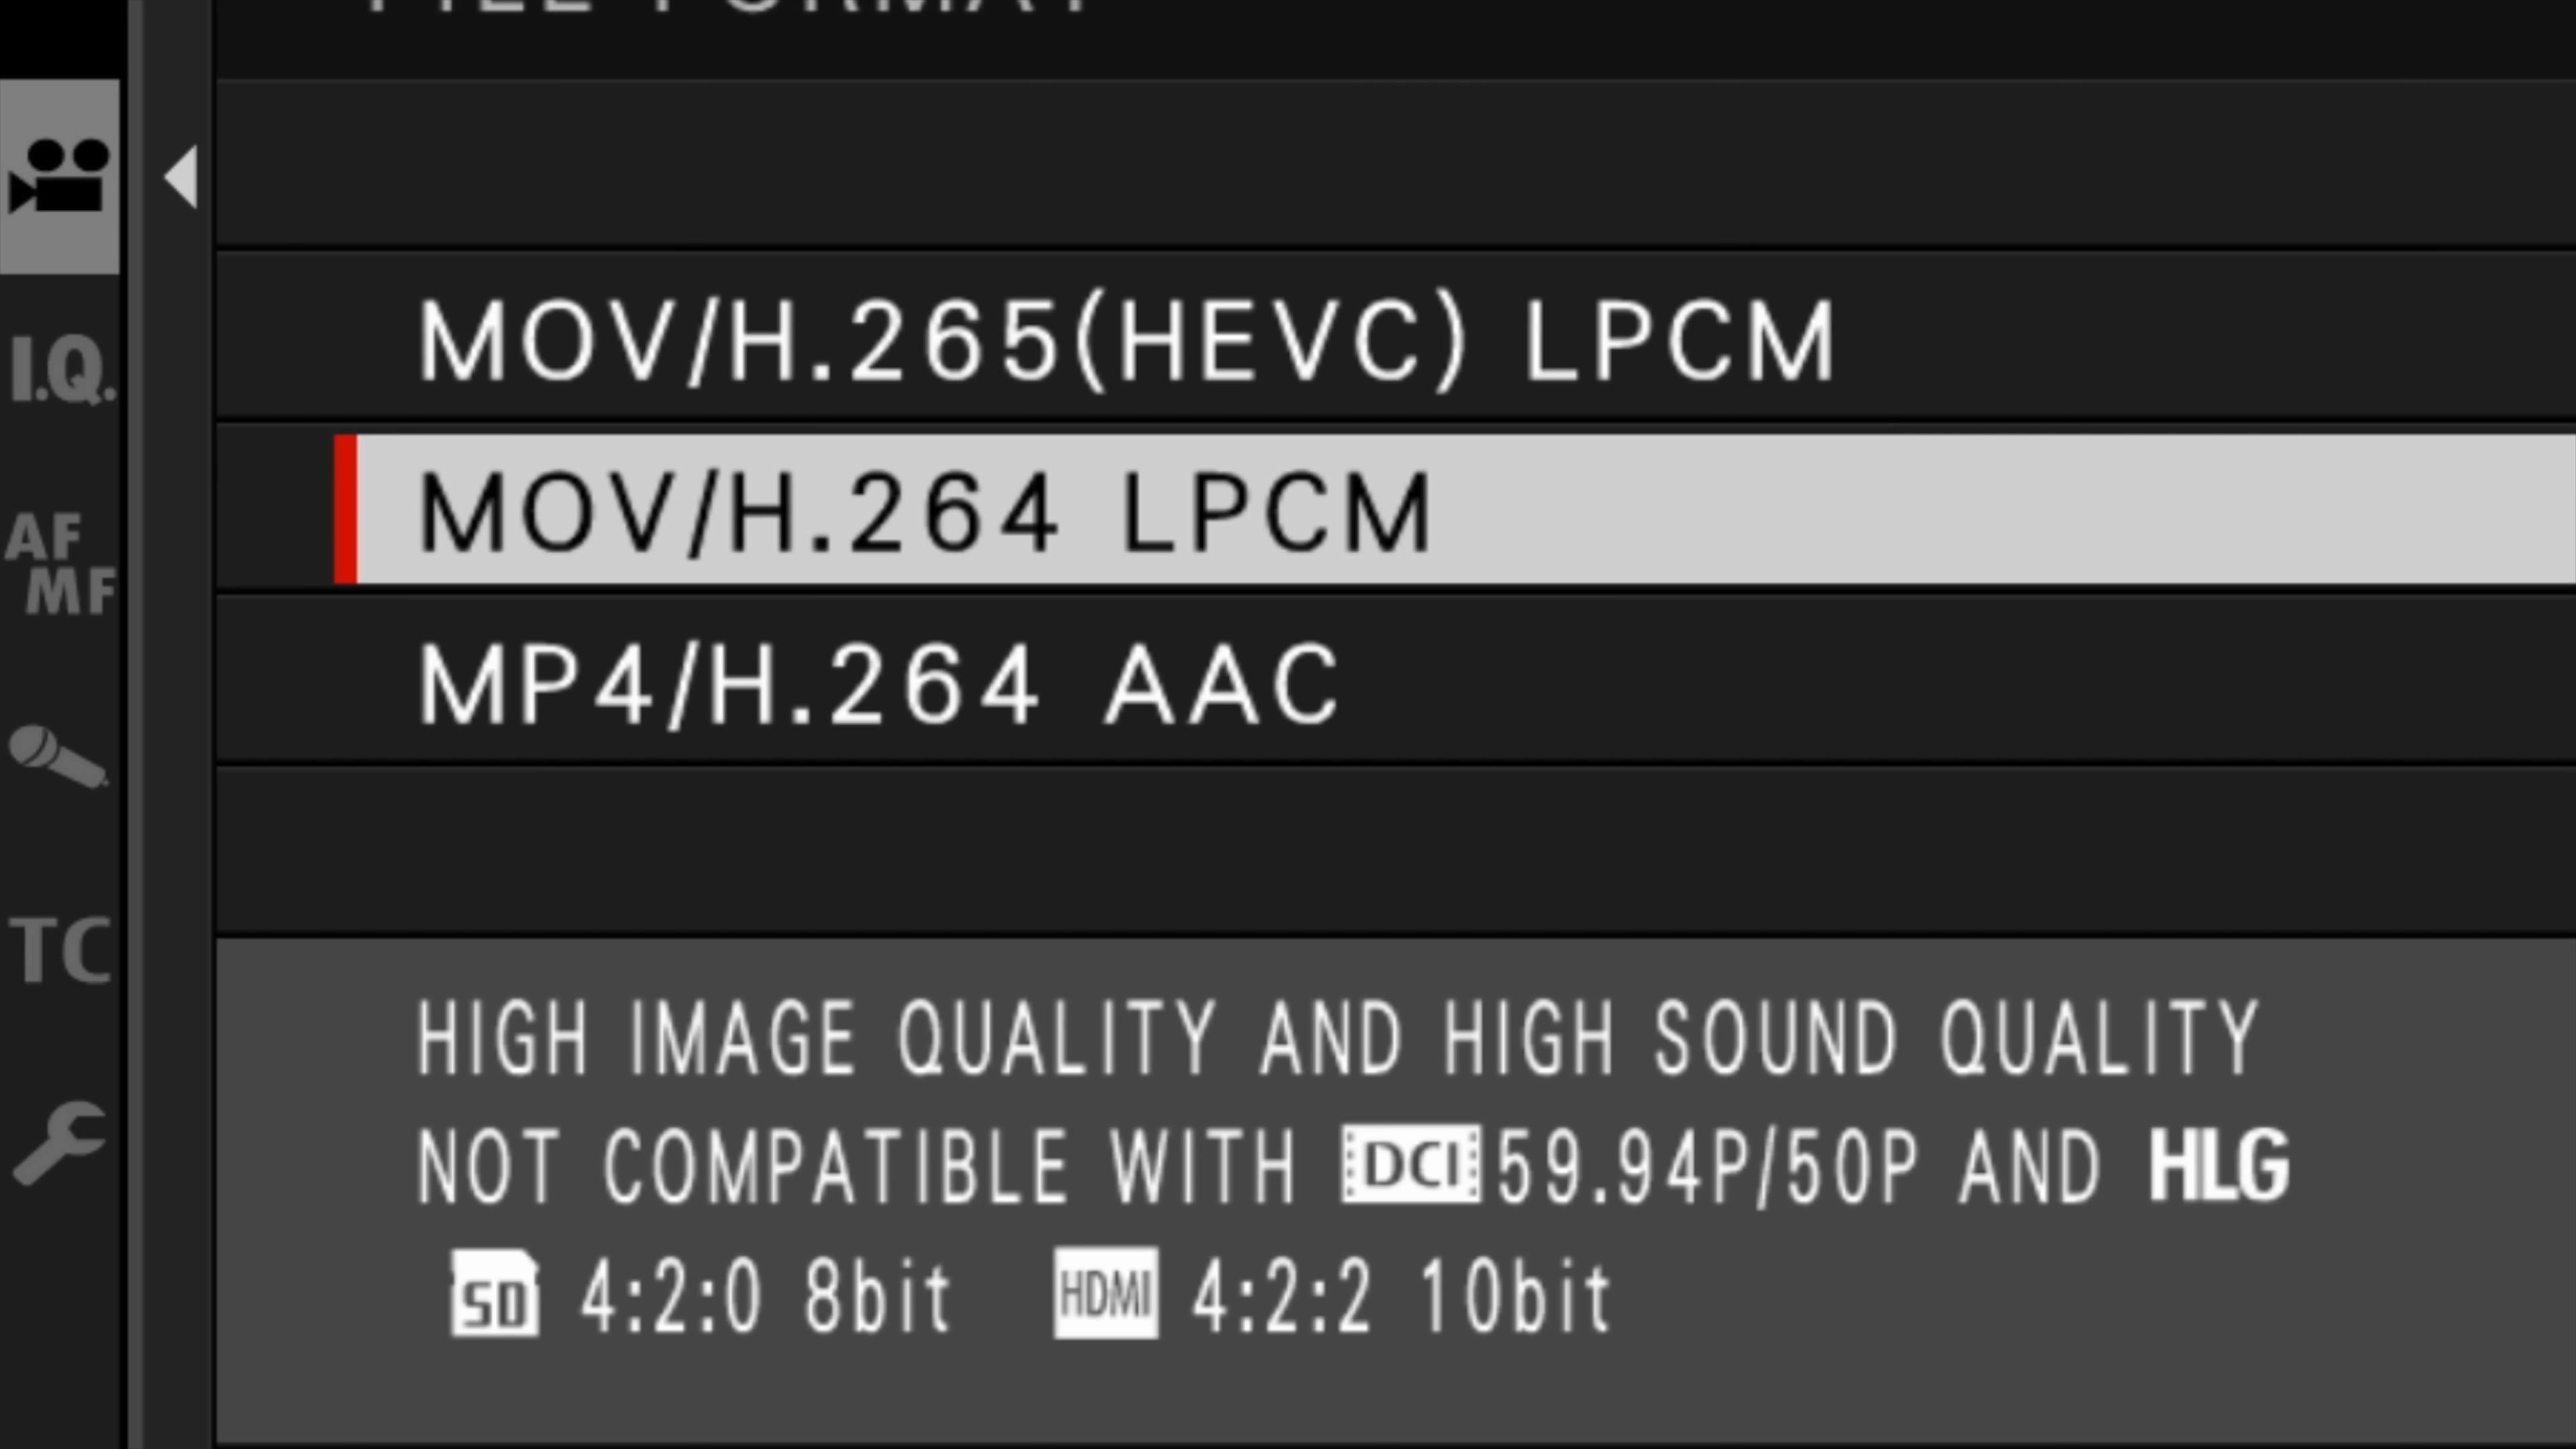 FILE FORMAT
MOV/H.265(HEVC) LPCM
I.Q.
MOV/H.264 LPCM
AF
MF
MP4/H.264 AAC
TC
HIGH IMAGE QUALITY AND HIGH SOUND QUALITY
NOT COMPATIBLE WITH DCI 59.94P/50P AND HLG
SD 4:2:0 8bit HDMI 4:2:2 10bit